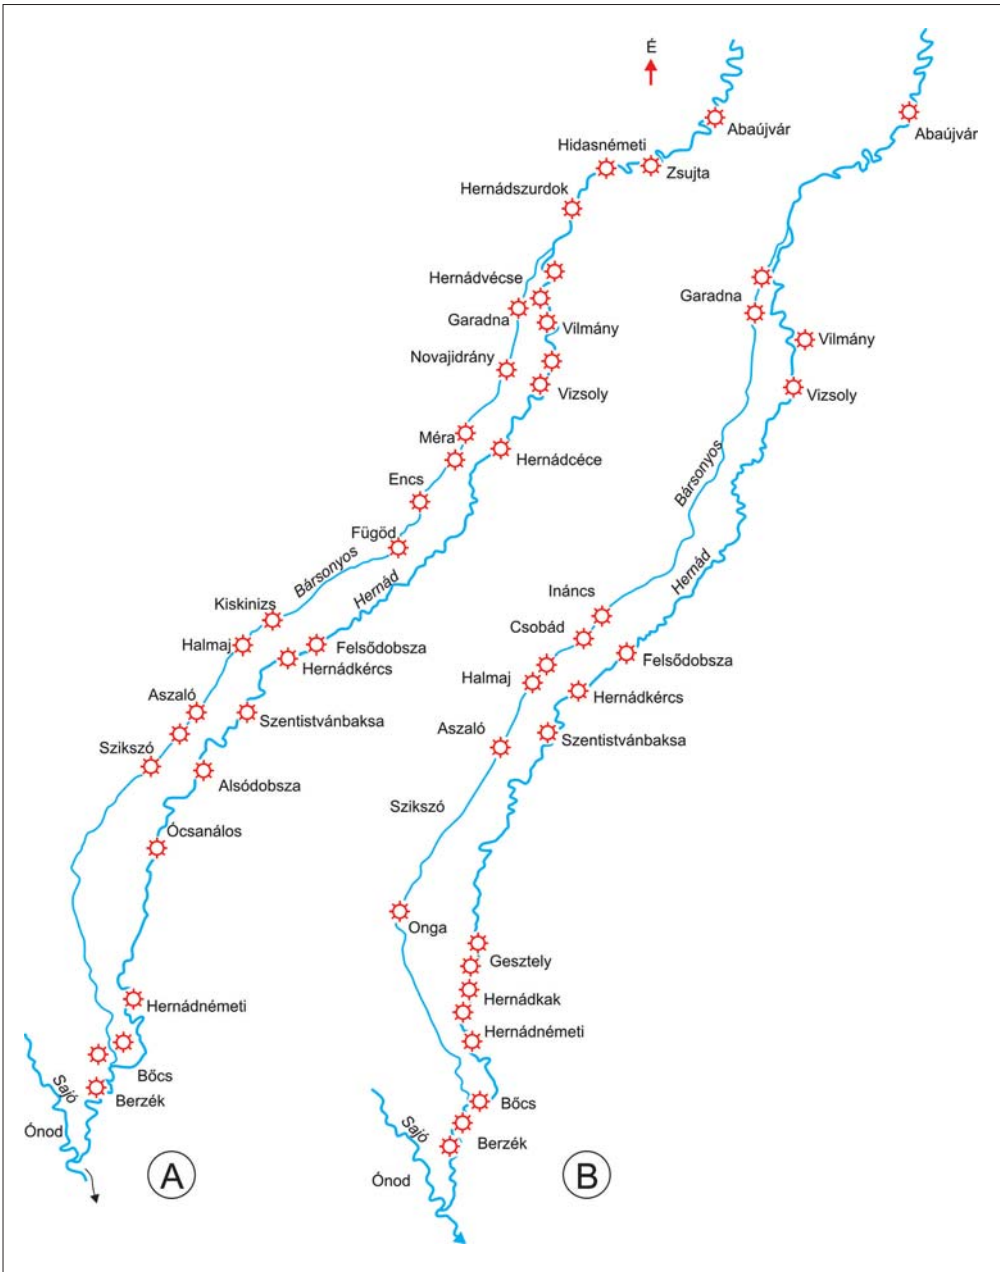 É
Abaújvár
Hidasnémeti
Zsujta
Hernádszurdok
Hernádvécse
Garadna
Vilmány
Novajidrány
Vizsoly
Méra
Hernádcéce
Encs
Fügöd
Bársonyos
Hernád
Kiskinizs
Halmaj
Felsődobsza
Hernádkércs
Aszaló
Szentistvánbaksa
Szikszó
Alsódobsza
Ócsanálos
Hernádnémeti
Bőcs
Berzék
Sajó
Ónod
A
Abaújvár
Garadna
Vilmány
Vizsoly
Bársonyos
Hernád
Ináncs
Csobád
Felsődobsza
Halmaj
Hernádkércs
Aszaló
Szentistvánbaksa
Szikszó
Onga
Gesztely
Hernádkak
Hernádnémeti
Bőcs
Sajó
Berzék
Ónod
B